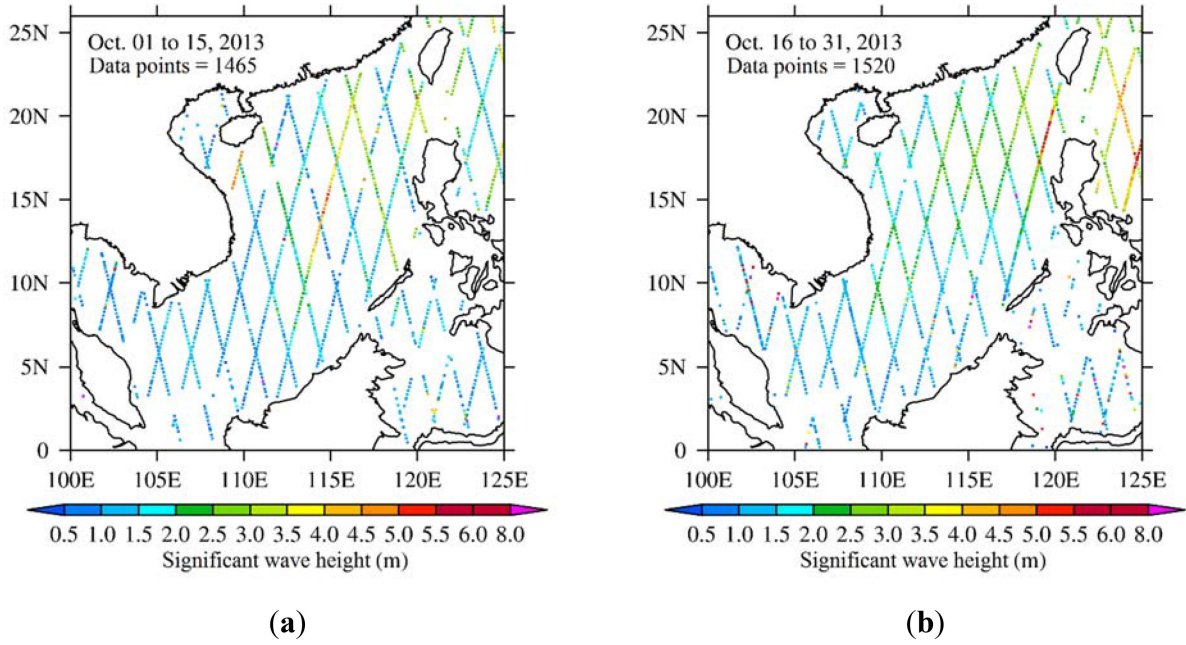 25N
20N
15N
10N
5N
0
Oct. 01 to 15, 2013
Data points = 1465
100E 105E 110E 115E 120E 125E
0.5 1.0 1.5 2.0 2.5 3.0 3.5 4.0 4.5 5.0 5.5 6.0 8.0
Significant wave height (m)
(a)
25N
20N
15N
10N
5N
0
Oct. 16 to 31, 2013
Data points = 1520
100E 105E 110E 115E 120E 125E
0.5 1.0 1.5 2.0 2.5 3.0 3.5 4.0 4.5 5.0 5.5 6.0 8.0
Significant wave height (m)
(b)